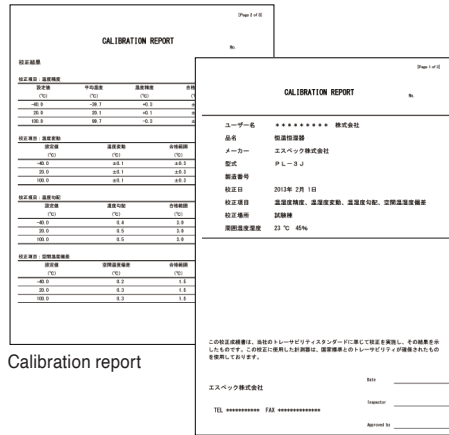 [Page 2 of 2]
CALIBRATION REPORT
No.
校正結果
校正項目：温度精度
設定値 平均温度 温度精度 合格
(℃) (℃) (℃)
-40.0 -39.7 +0.3
20.0 20.1 +0.1 ±
100.0 99.7 -0.3 ±
校正項目：温度変動
設定値 温度変動 合格範囲
(℃) (℃) (℃)
-40.0 ±0.1 ±0.3
20.0 ±0.1 ±0.3
100.0 ±0.1 ±0.3
校正項目：温度勾配
設定値 温度勾配 合格範囲
(℃) (℃) (℃)
-40.0 0.4 3.0
20.0 0.5 3.0
100.0 0.5 3.0
校正項目：空間温度偏差
設定値 空間温度偏差 合格範囲
(℃) (℃) (℃)
-40.0 0.2 1.5
20.0 0.3 1.5
100.0 0.3 1.5
Calibration report
[Page 1 of 2]
CALIBRATION REPORT
No.
ユーザー名 ＊＊＊＊＊＊＊＊＊ 株式会社
品名 恒温恒湿器
メーカー エスペック株式会社
型式 ＰＬ－３Ｊ
製造番号
校正日 2013年 2月 1日
校正項目 温湿度精度、温湿度変動、温湿度勾配、空間温湿度偏差
校正場所 試験棟
周囲温度湿度 23 ℃ 45%
この校正成績書は、当社のトレーサビリティスタンダードに準じて校正を実施し、その結果を示
したものです。この校正に使用した計測器は、国家標準とのトレーサビリティが確保されたもの
を使用しております。
エスペック株式会社
TEL *********** FAX **************
Date
Inspector
Approved by